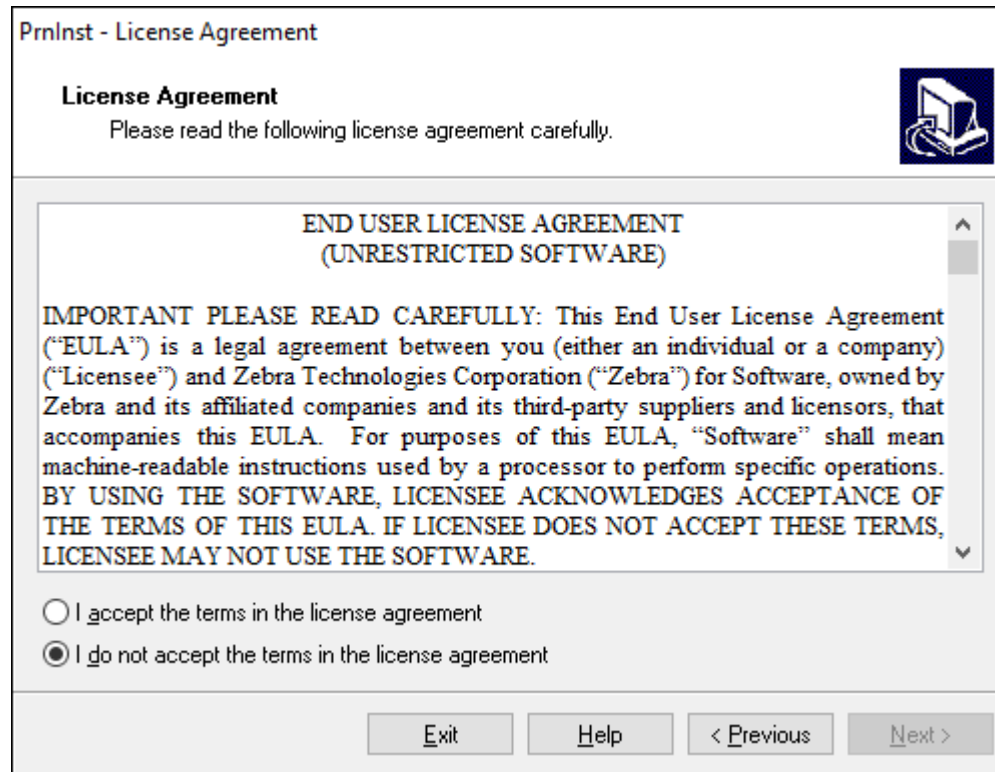 PrnInst - License Agreement
License Agreement
Please read the following license agreement carefully.
END USER LICENSE AGREEMENT
(UNRESTRICTED SOFTWARE)
IMPORTANT PLEASE READ CAREFULLY: This End User License Agreement
(“EULA”) is a legal agreement between you (either an individual or a company)
(“Licensee”) and Zebra Technologies Corporation (“Zebra”) for Software, owned by
Zebra and its affiliated companies and its third-party suppliers and licensors, that
accompanies this EULA.  For purposes of this EULA, “Software” shall mean
machine-readable instructions used by a processor to perform specific operations.
BY USING THE SOFTWARE, LICENSEE ACKNOWLEDGES ACCEPTANCE OF
THE TERMS OF THIS EULA. IF LICENSEE DOES NOT ACCEPT THESE TERMS,
LICENSEE MAY NOT USE THE SOFTWARE.
I accept the terms in the license agreement
I do not accept the terms in the license agreement
Exit
Help
< Previous
Next >